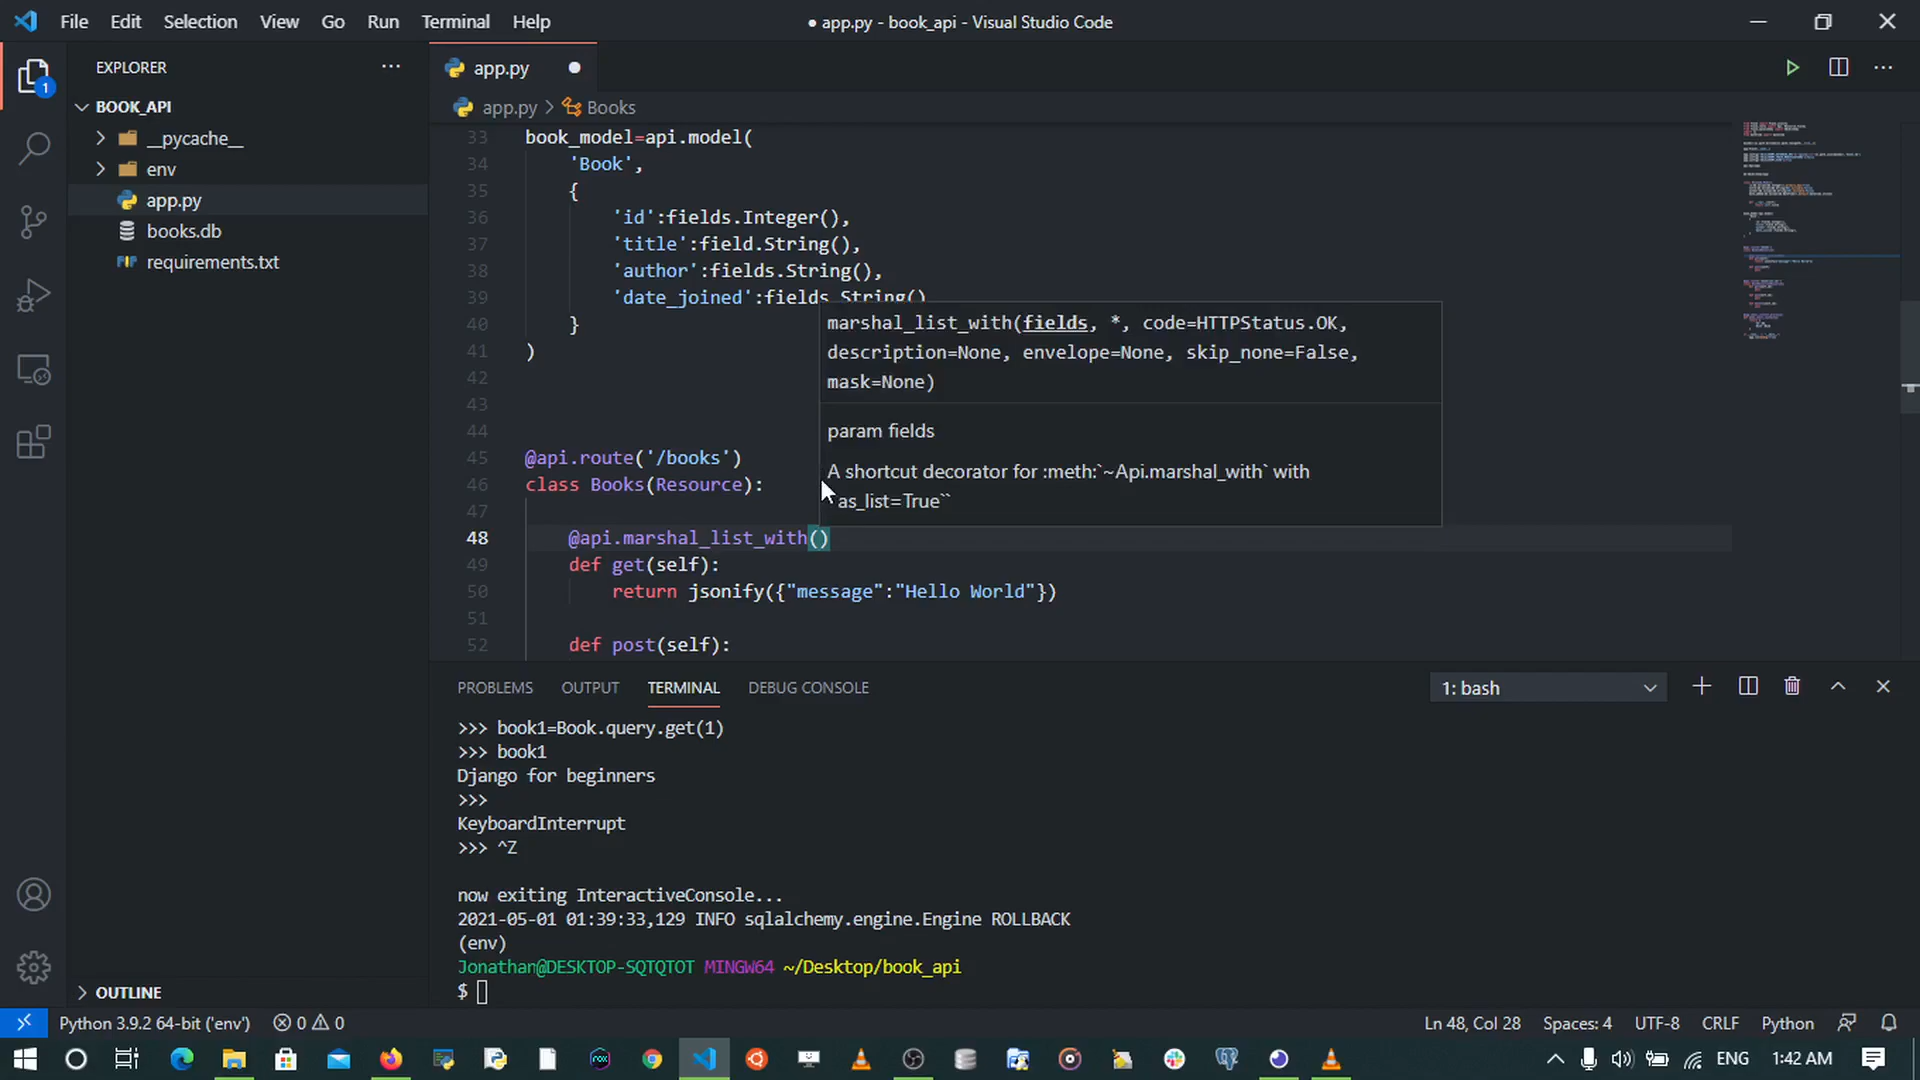 File Edit Selection View Go Run Terminal Help
● app.py - book_api - Visual Studio Code
EXPLORER
BOOK_API
__pycache__
env
app.py
books.db
requirements.txt
OUTLINE
1
app.py
app.py > Books
33 book_model=api.model(
34 'Book',
35 {
36 'id':fields.Integer(),
37 'title':field.String(),
38 'author':fields.String(),
39 'date_joined':fields.String()
40 }
41 )
42
43
44
45 @api.route('/books')
46 class Books(Resource):
47
48 @api.marshal_list_with()
49 def get(self):
50 return jsonify({"message":"Hello World"})
51
52 def post(self):
marshal_list_with(fields, *, code=HTTPStatus.OK,
description=None, envelope=None, skip_none=False,
mask=None)
param fields
A shortcut decorator for :meth:`~Api.marshal_with` with
as_list=True``
PROBLEMS OUTPUT TERMINAL DEBUG CONSOLE
1: bash
>>> book1=Book.query.get(1)
>>> book1
Django for beginners
>>>
KeyboardInterrupt
>>> ^Z
now exiting InteractiveConsole...
2021-05-01 01:39:33,129 INFO sqlalchemy.engine.Engine ROLLBACK
(env)
Jonathan@DESKTOP-SQTQTOT MINGW64 ~/Desktop/book_api
$
Python 3.9.2 64-bit ('env') 0 0
Ln 48, Col 28 Spaces: 4 UTF-8 CRLF Python
ENG 1:42 AM